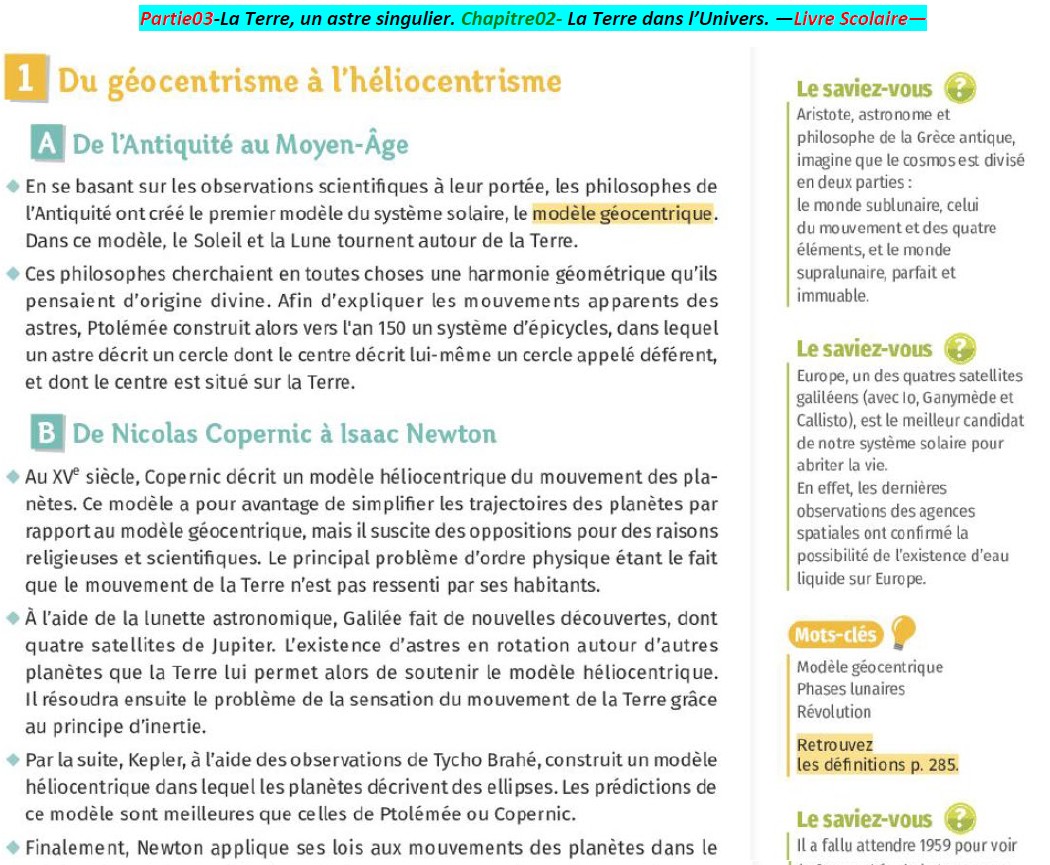 Partie03-La Terre, un astre singulier. Chapitre02- La Terre dans l'Univers. —Livre Scolaire—
1 Du géocentrisme à l'héliocentrisme
A De l'Antiquité au Moyen-Âge
En se basant sur les observations scientifiques à leur portée, les philosophes de
l'Antiquité ont créé le premier modèle du système solaire, le modèle géocentrique.
Dans ce modèle, le Soleil et la Lune tournent autour de la Terre.
Ces philosophes cherchaient en toutes choses une harmonie géométrique qu'ils
pensaient d'origine divine. Afin d'expliquer les mouvements apparents des
astres, Ptolémée construit alors vers l'an 150 un système d'épicycles, dans lequel
un astre décrit un cercle dont le centre décrit lui-même un cercle appelé déférent,
et dont le centre est situé sur la Terre.
B De Nicolas Copernic à Isaac Newton
Au XVe siècle, Copernic décrit un modèle héliocentrique du mouvement des pla-
nètes. Ce modèle a pour avantage de simplifier les trajectoires des planètes par
rapport au modèle géocentrique, mais il suscite des oppositions pour des raisons
religieuses et scientifiques. Le principal problème d'ordre physique étant le fait
que le mouvement de la Terre n'est pas ressenti par ses habitants.
À l'aide de la lunette astronomique, Galilée fait de nouvelles découvertes, dont
quatre satellites de Jupiter. L'existence d'astres en rotation autour d'autres
planètes que la Terre lui permet alors de soutenir le modèle héliocentrique.
Il résoudra ensuite le problème de la sensation du mouvement de la Terre grâce
au principe d'inertie.
Par la suite, Kepler, à l'aide des observations de Tycho Brahé, construit un modèle
héliocentrique dans lequel les planètes décrivent des ellipses. Les prédictions de
ce modèle sont meilleures que celles de Ptolémée ou Copernic.
Finalement, Newton applique ses lois aux mouvements des planètes dans le
Le saviez-vous ?
Aristote, astronome et
philosophe de la Grèce antique,
imagine que le cosmos est divisé
en deux parties :
le monde sublunaire, celui
du mouvement et des quatre
éléments, et le monde
supralunaire, parfait et
immuable.
Le saviez-vous ?
Europe, un des quatres satellites
galiléens (avec Io, Ganymède et
Callisto), est le meilleur candidat
de notre système solaire pour
abriter la vie.
En effet, les dernières
observations des agences
spatiales ont confirmé la
possibilité de l'existence d'eau
liquide sur Europe.
Mots-clés
Modèle géocentrique
Phases lunaires
Révolution
Retrouvez
les définitions p. 285.
Le saviez-vous ?
Il a fallu attendre 1959 pour voir